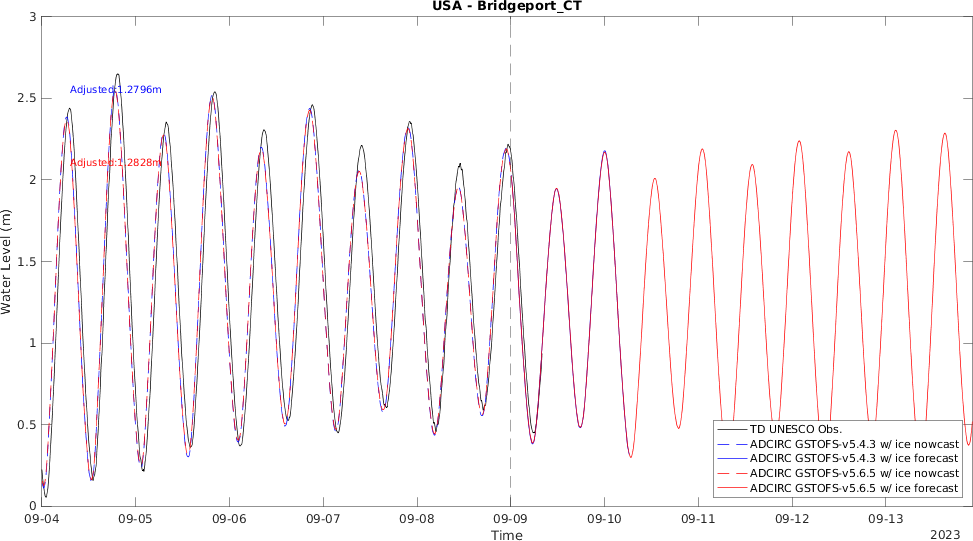 USA - Bridgeport_CT
3
2.5
2
1.5
1
0.5
0
Water Level (m)
Adjusted:1.2796m
Adjusted:1.2828m
TD UNESCO Obs.
ADCIRC GSTOFS-v5.4.3 w/ ice nowcast
ADCIRC GSTOFS-v5.4.3 w/ ice forecast
ADCIRC GSTOFS-v5.6.5 w/ ice nowcast
ADCIRC GSTOFS-v5.6.5 w/ ice forecast
09-04 09-05 09-06 09-07 09-08 09-09 09-10 09-11 09-12 09-13
Time
2023